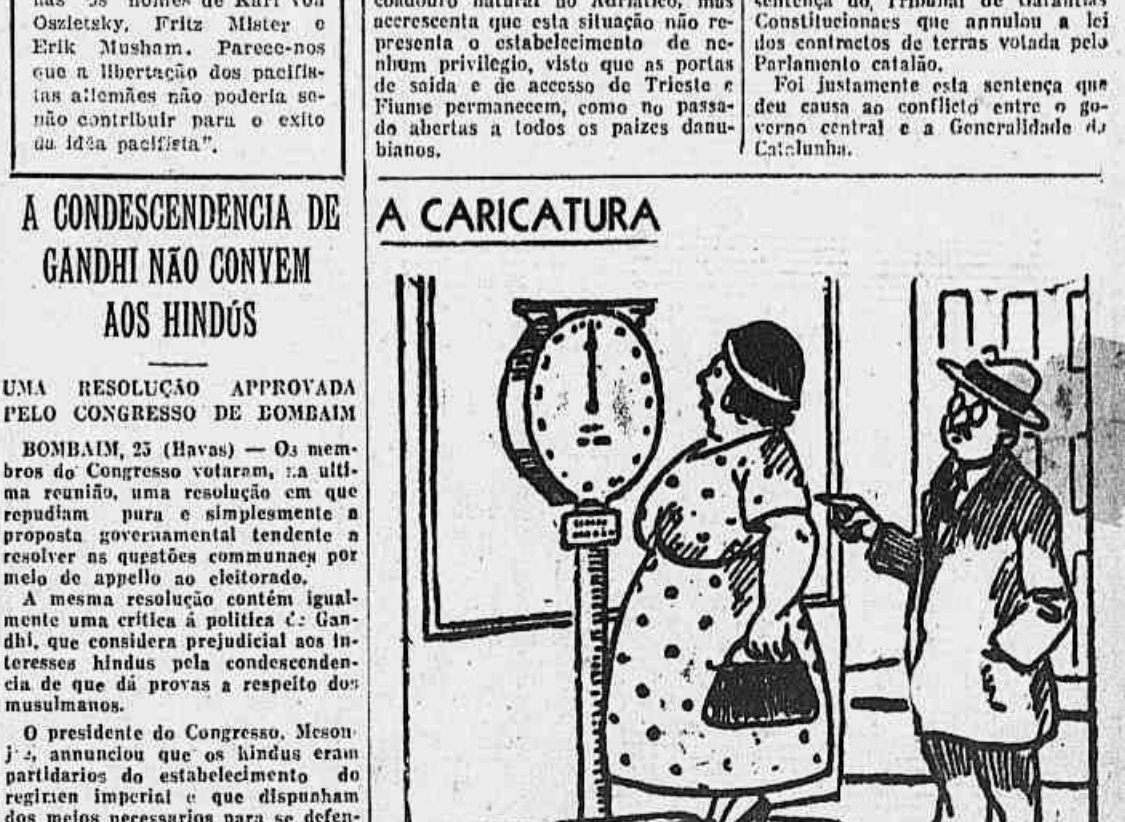 nas os nomes de Karl von
Oszietsky, Fritz Mister e
Erik Musham. Parece-nos
que a libertação dos pacifis-
tas allemães não poderia se-
não contribuir para o exito
da idéa pacifista".
A CONDESCENDENCIA DE
GANDHI NÃO CONVEM
AOS HINDÚS
UMA RESOLUÇÃO APPROVADA
PELO CONGRESSO DE BOMBAIM
BOMBAIM, 25 (Havas) — Os mem-
bros do Congresso votaram, na ulti-
ma reunião, uma resolução em que
repudiam pura e simplesmente a
proposta governamental tendente a
resolver as questões communaes por
meio de appello ao eleitorado.
A mesma resolução contém igual-
mente uma critica á politica de Gan-
dhi, que considera prejudicial aos in-
teresses hindus pela condescenden-
cia de que dá provas a respeito dos
musulmanos.
O presidente do Congresso, Meson
annunciou que os hindus eram
partidarios do estabelecimento do
regimen imperial e que dispunham
dos meios necessarios para se defen-
condouro natural no Adriatico, mas
accrescenta que esta situação não re-
presenta o estabelecimento de ne-
nhum privilegio, visto que as portas
de saida e de accesso de Trieste e
Fiume permanecem, como no passa-
do abertas a todos os paizes danu-
bianos.
sentença do Tribunal de Garantias
Constitucionaes que annulou a lei
dos contractos de terras votada pelo
Parlamento catalão.
Foi justamente esta sentença que
deu causa ao conflicto entre o go-
verno central e a Generalidade da
Catalunha.
A CARICATURA